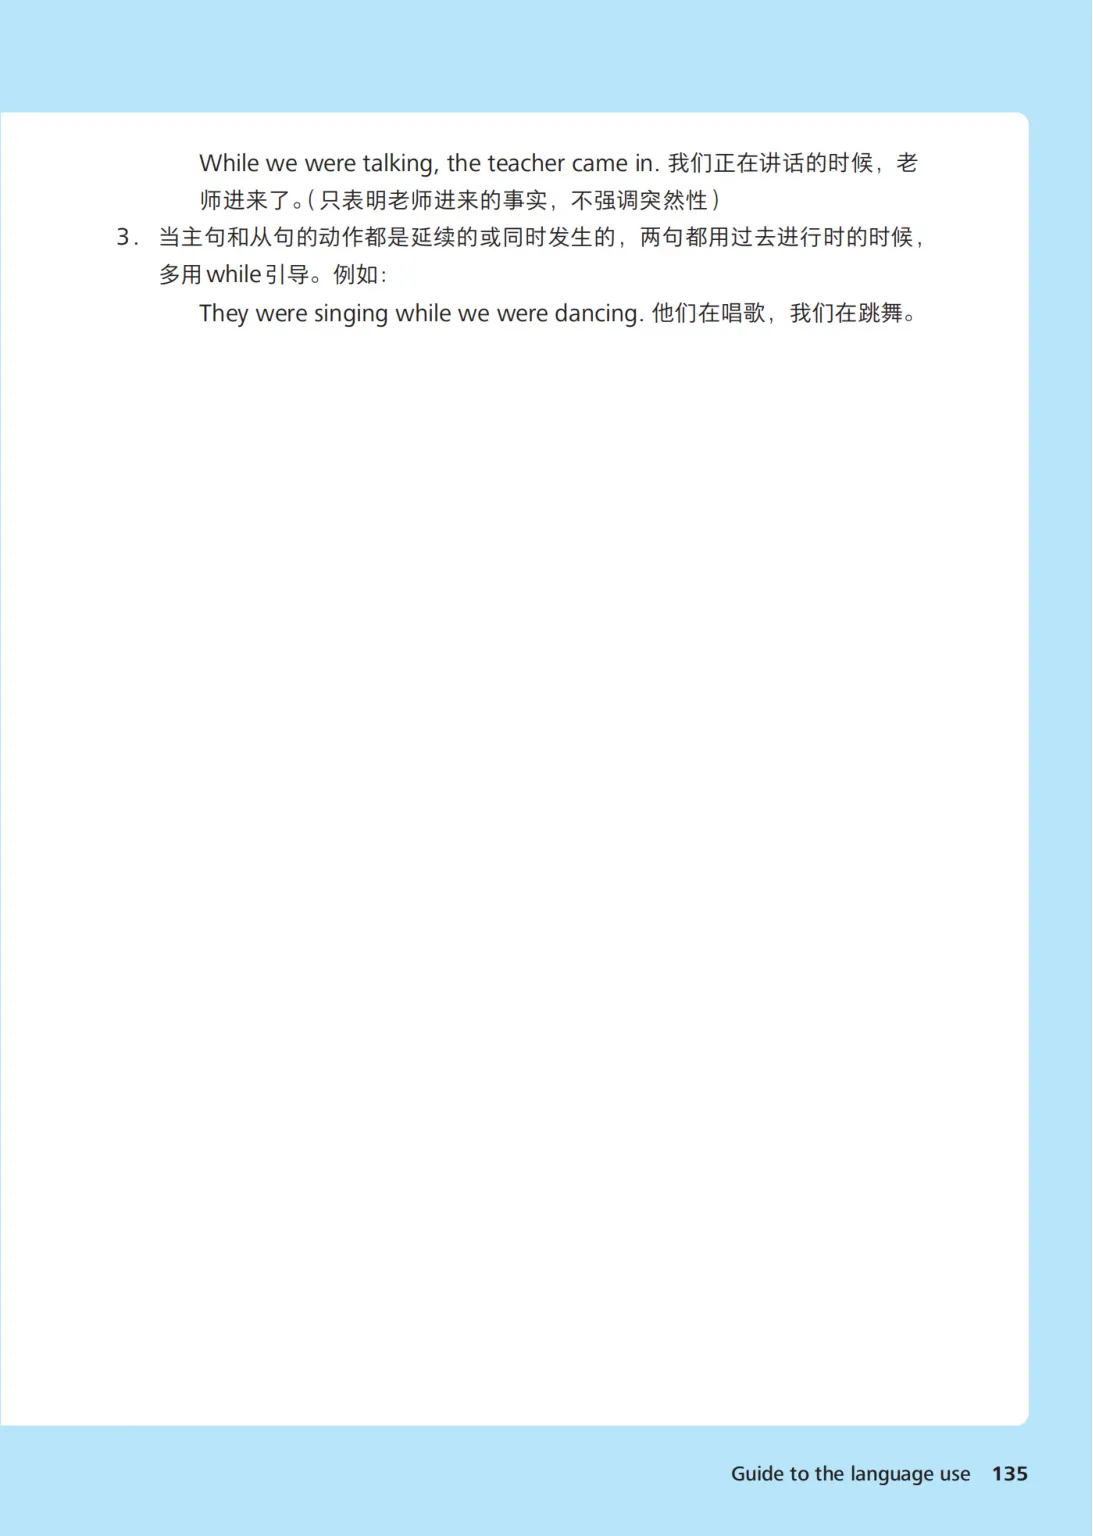 While we were talking, the teacher came in. 我们正在讲话的时候，老
师进来了。(只表明老师进来的事实，不强调突然性)
3. 当主句和从句的动作都是延续的或同时发生的，两句都用过去进行时的时候，
多用while引导。例如：
They were singing while we were dancing. 他们在唱歌，我们在跳舞。
Guide to the language use 135